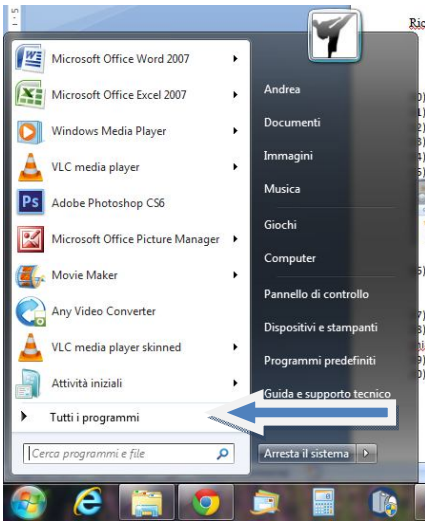 Ric
Microsoft Office Word 2007
Microsoft Office Excel 2007
Windows Media Player
VLC media player
Ps Adobe Photoshop CS6
Microsoft Office Picture Manager
Movie Maker
Any Video Converter
VLC media player skinned
Attività iniziali
Tutti i programmi
Cerca programmi e file
Andrea
Documenti
Immagini
Musica
Giochi
Computer
Pannello di controllo
Dispositivi e stampanti
Programmi predefiniti
Guida e supporto tecnico
Arresta il sistema